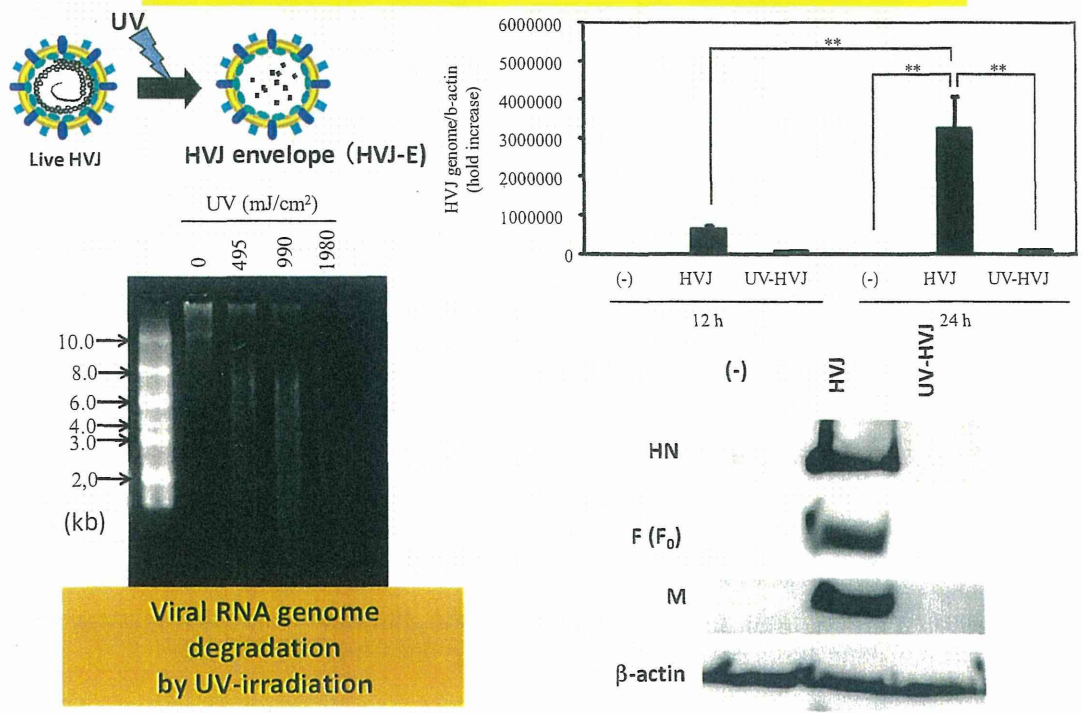 UV
Live HVJ
HVJ envelope (HVJ-E)
UV (mJ/cm²)
0
495
990
1980
10.0
8.0
6.0
4.0
3.0
2,0
(kb)
Viral RNA genome
degradation
by UV-irradiation
HVJ genome/b-actin
(hold increase)
6000000
5000000
4000000
3000000
2000000
1000000
0
**
**
**
(-)
HVJ
UV-HVJ
(-)
HVJ
UV-HVJ
12 h
24 h
(-)
HVJ
UV-HVJ
HN
F (F₀)
M
β-actin